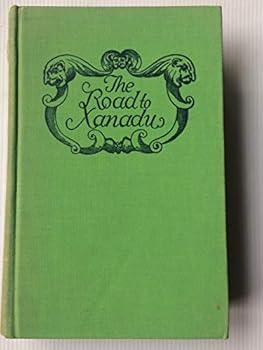 The
Road to
Xanadu